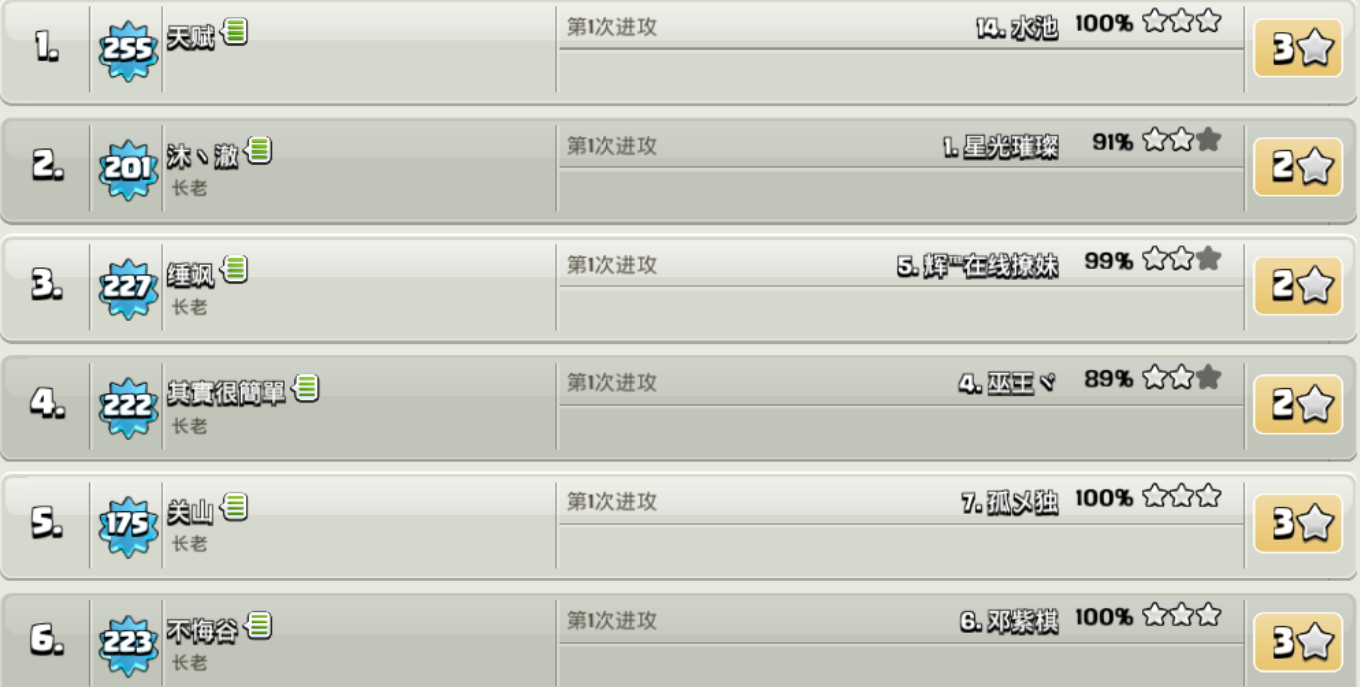 1. 255 天赋 第1次进攻 14. 水池 100% 3
2. 201 沐丶澈 第1次进攻 1. 星光璀璨 91% 2
长老
3. 227 缍飒 第1次进攻 5. 辉™在线撩妹 99% 2
长老
4. 222 其實很簡單 第1次进攻 4. 巫王ヾ 89% 2
长老
5. 175 关山 第1次进攻 7. 孤乄独 100% 3
长老
6. 223 不悔谷 第1次进攻 6. 邓紫棋 100% 3
长老